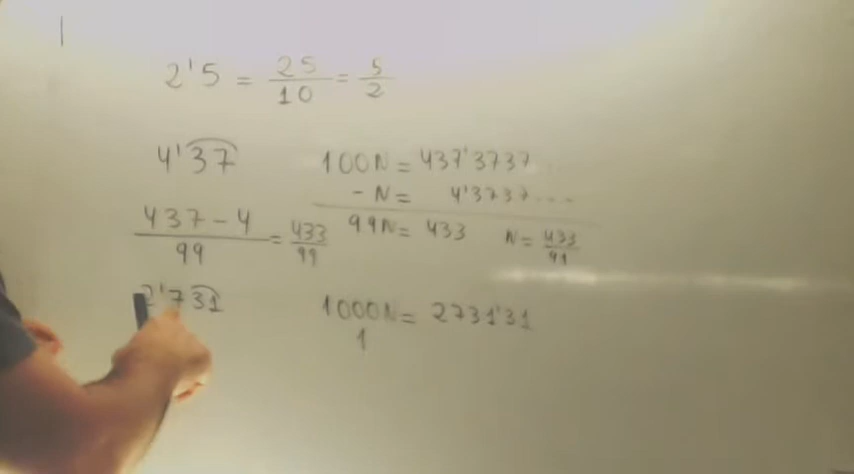 2'5 = 25/10 = 5/2
4'37 100N = 437'3737
- N = 4'3737...
437-4/99 = 433/99 99N = 433 N = 433/99
2'731 1000N = 2731'31
1